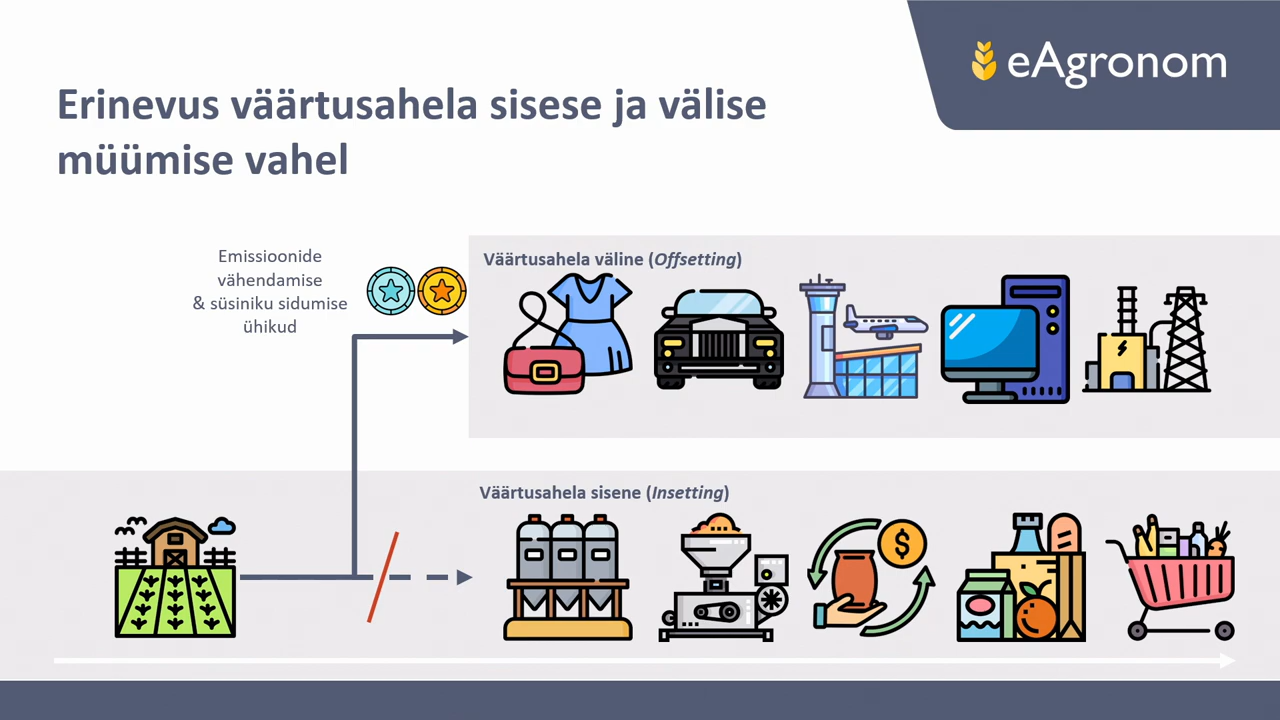 eAgronom
Erinevus väärtusahela sisese ja välise
müümise vahel
Emissioonide
vähendamise
& süsiniku sidumise
ühikud
Väärtusahela väline (Offsetting)
Väärtusahela sisene (Insetting)
$